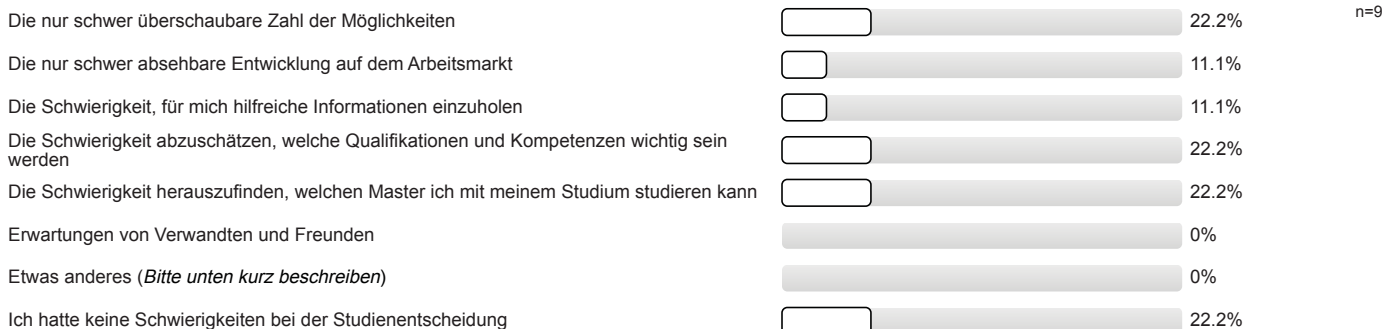 Die nur schwer überschaubare Zahl der Möglichkeiten 22.2% n=9
Die nur schwer absehbare Entwicklung auf dem Arbeitsmarkt 11.1%
Die Schwierigkeit, für mich hilfreiche Informationen einzuholen 11.1%
Die Schwierigkeit abzuschätzen, welche Qualifikationen und Kompetenzen wichtig sein
werden 22.2%
Die Schwierigkeit herauszufinden, welchen Master ich mit meinem Studium studieren kann 22.2%
Erwartungen von Verwandten und Freunden 0%
Etwas anderes (Bitte unten kurz beschreiben) 0%
Ich hatte keine Schwierigkeiten bei der Studienentscheidung 22.2%